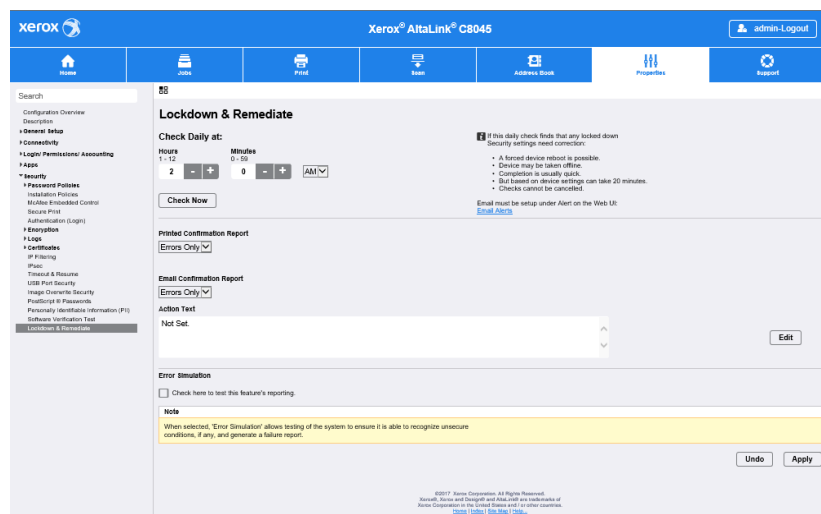 xerox
Xerox® AltaLink® C8045
admin-Logout
Home
Jobs
Print
Scan
Address Book
Properties
Support
Search
Configuration Overview
Description
General Setup
Connectivity
Login/ Permissions/ Accounting
Apps
Security
Password Policies
Installation Policies
McAfee Embedded Control
Secure Print
Authentication (Login)
Encryption
Logs
Certificates
IP Filtering
IPsec
Timeout & Resume
USB Port Security
Image Overwrite Security
PostScript ® Passwords
Personally Identifiable Information (PII)
Software Verification Test
Lockdown & Remediate
Lockdown & Remediate
Check Daily at:
Hours
1 - 12
Minutes
0 - 59
2 - +
0 - +
AM
Check Now
If this daily check finds that any locked down
Security settings need correction:
• A forced device reboot is possible.
• Device may be taken offline.
• Completion is usually quick.
• But based on device settings can take 20 minutes.
• Checks cannot be cancelled.
Email must be setup under Alert on the Web UI:
Email Alerts
Printed Confirmation Report
Errors Only
Email Confirmation Report
Errors Only
Action Text
Not Set.
Edit
Error Simulation
Check here to test this feature's reporting.
Note
When selected, 'Error Simulation' allows testing of the system to ensure it is able to recognize unsecure
conditions, if any, and generate a failure report.
Undo
Apply
©2017 Xerox Corporation. All Rights Reserved.
Xerox®, Xerox and Design® and AltaLink® are trademarks of
Xerox Corporation in the United States and / or other countries.
Home | Index | Site Map | Help...